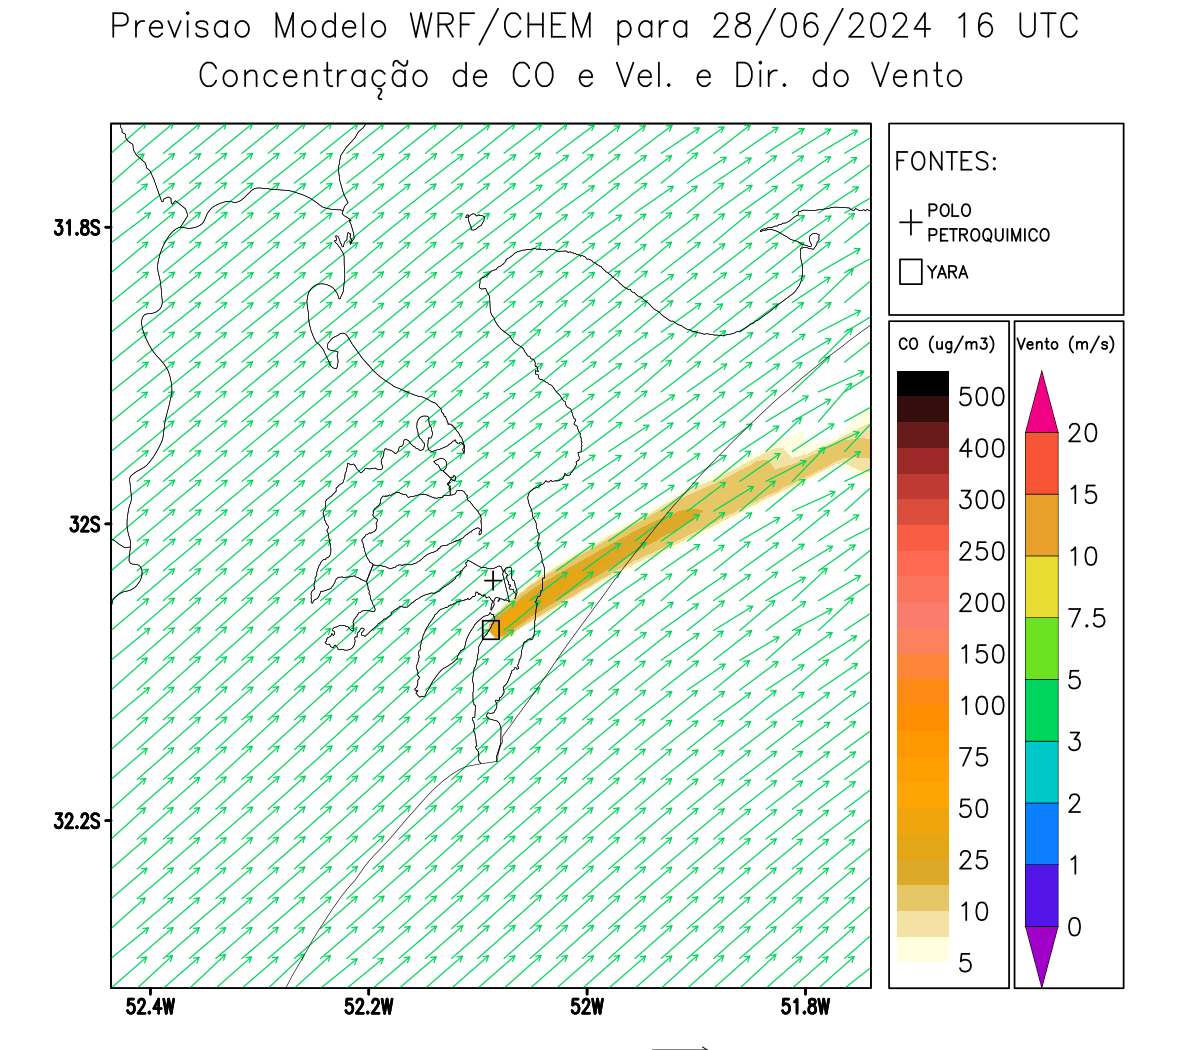 Previsao Modelo WRF/CHEM para 28/06/2024 16 UTC
Concentração de CO e Vel. e Dir. do Vento
FONTES:
POLO
PETROQUIMICO
YARA
31.8S
32S
32.2S
52.4W
52.2W
52W
51.8W
CO (ug/m3)
500
400
300
250
200
150
100
75
50
25
10
5
Vento (m/s)
20
15
10
7.5
5
3
2
1
0